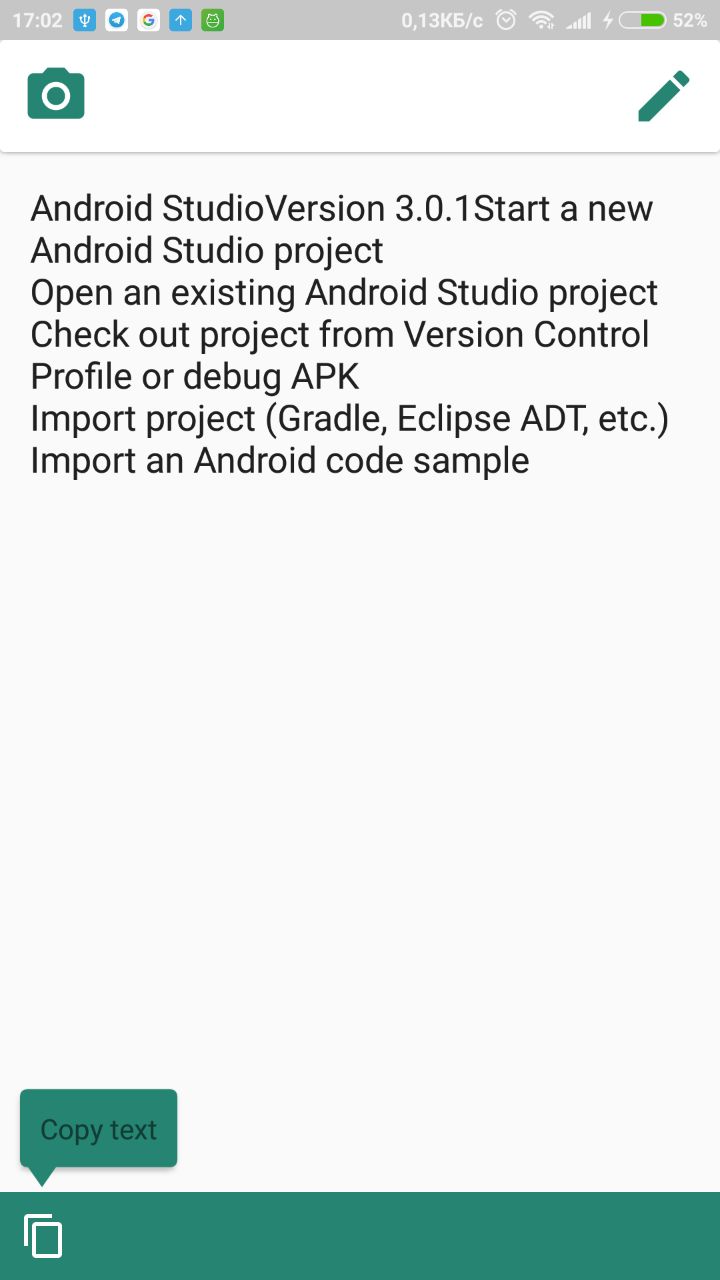 17:02 0,13КБ/с 52%
Android StudioVersion 3.0.1Start a new
Android Studio project
Open an existing Android Studio project
Check out project from Version Control
Profile or debug APK
Import project (Gradle, Eclipse ADT, etc.)
Import an Android code sample
Copy text